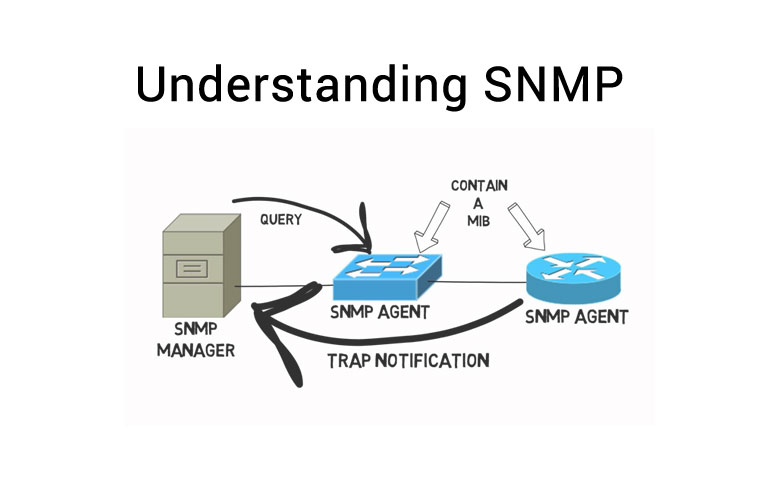 Understanding SNMP
CONTAIN
A
MIB
QUERY
SNMP AGENT
SNMP AGENT
SNMP
MANAGER
TRAP NOTIFICATION